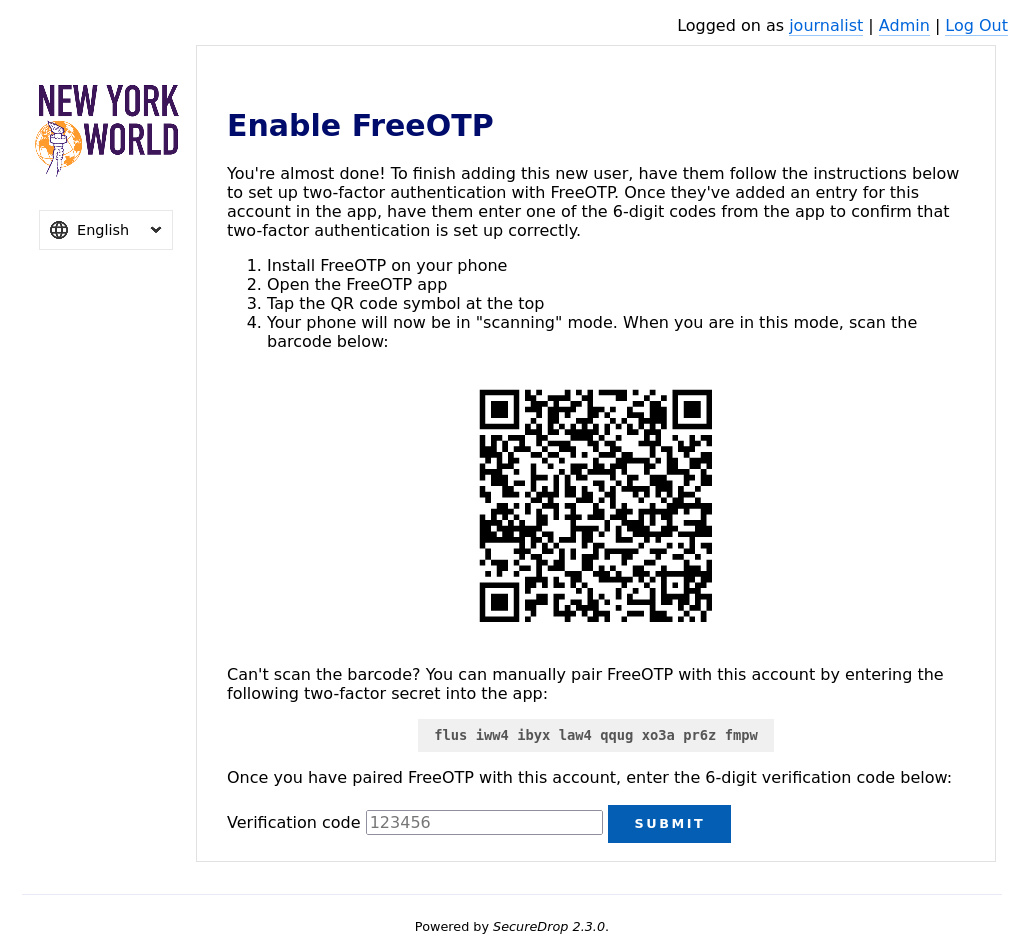 Logged on as journalist | Admin | Log Out
NEW YORK
WORLD
English
Enable FreeOTP
You're almost done! To finish adding this new user, have them follow the instructions below
to set up two-factor authentication with FreeOTP. Once they've added an entry for this
account in the app, have them enter one of the 6-digit codes from the app to confirm that
two-factor authentication is set up correctly.
1. Install FreeOTP on your phone
2. Open the FreeOTP app
3. Tap the QR code symbol at the top
4. Your phone will now be in "scanning" mode. When you are in this mode, scan the
barcode below:
Can't scan the barcode? You can manually pair FreeOTP with this account by entering the
following two-factor secret into the app:
flus iww4 ibyx law4 qqug xo3a pr6z fmpw
Once you have paired FreeOTP with this account, enter the 6-digit verification code below:
Verification code 123456 SUBMIT
Powered by SecureDrop 2.3.0.